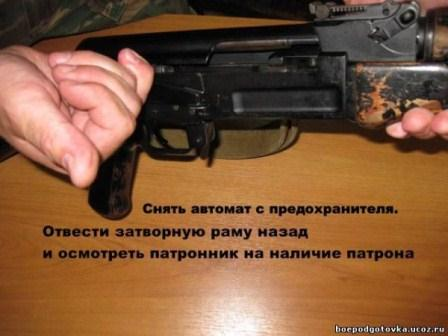 Снять автомат с предохранителя.
Отвести затворную раму назад
и осмотреть патронник на наличие патрона
boepodgotovka.ucoz.ru